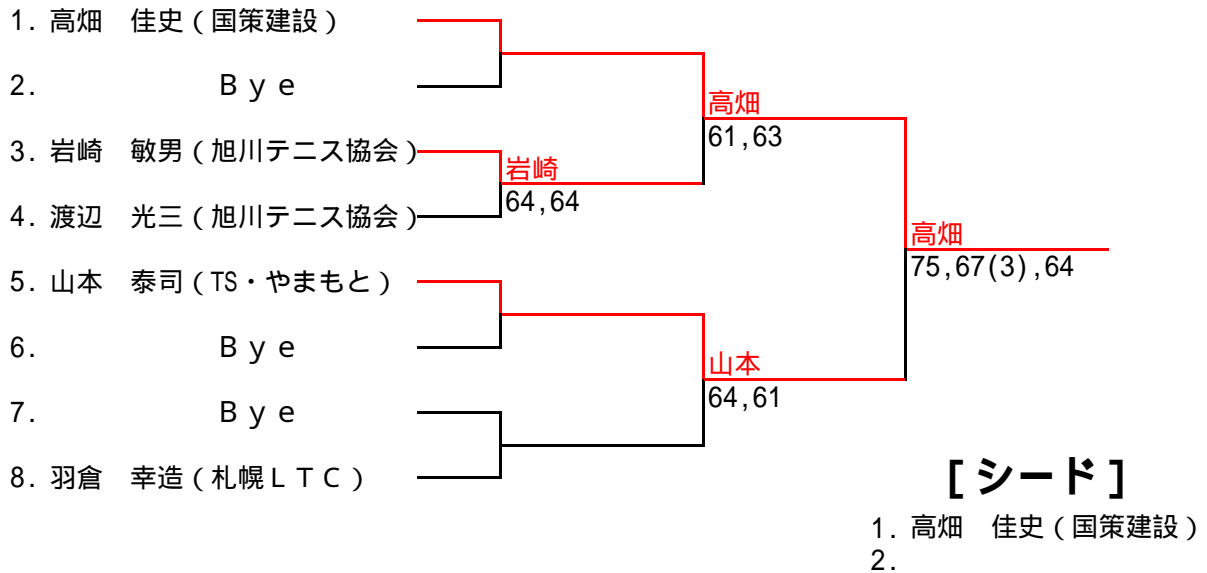 1. 高畑　佳史（国策建設）
2.　Ｂｙｅ
3. 岩崎　敏男（旭川テニス協会）
4. 渡辺　光三（旭川テニス協会）
5. 山本　泰司（TS・やまもと）
6.　Ｂｙｅ
7.　Ｂｙｅ
8. 羽倉　幸造（札幌ＬＴＣ）
岩崎
64,64
高畑
61,63
山本
64,61
高畑
75,67(3),64
[シード]
1. 高畑　佳史（国策建設）
2.